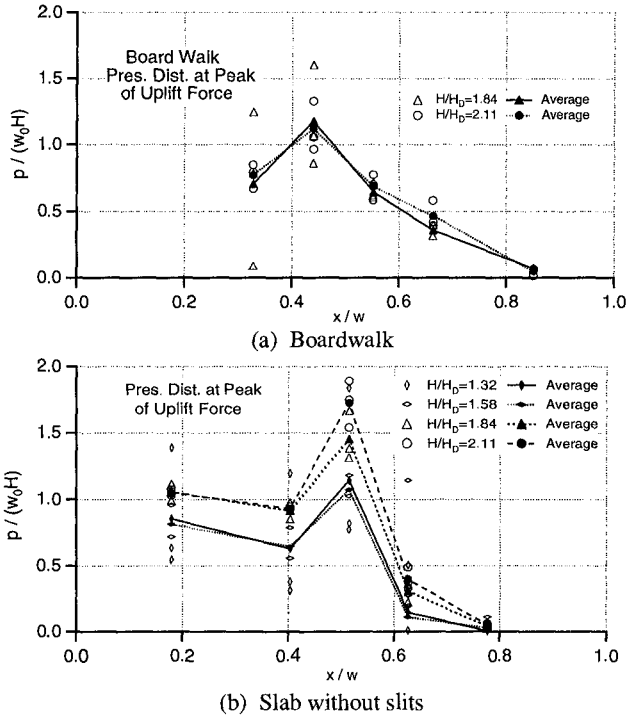 2.0
1.5
1.0
0.5
0.0
p / (w₀H)
Board Walk
Pres. Dist. at Peak
of Uplift Force
H/H_D=1.84 Average
H/H_D=2.11 Average
0.0 0.2 0.4 0.6 0.8 1.0
x / w
(a) Boardwalk
2.0
1.5
1.0
0.5
0.0
p / (w₀H)
Pres. Dist. at Peak
of Uplift Force
H/H_D=1.32 Average
H/H_D=1.58 Average
H/H_D=1.84 Average
H/H_D=2.11 Average
0.0 0.2 0.4 0.6 0.8 1.0
x / w
(b) Slab without slits